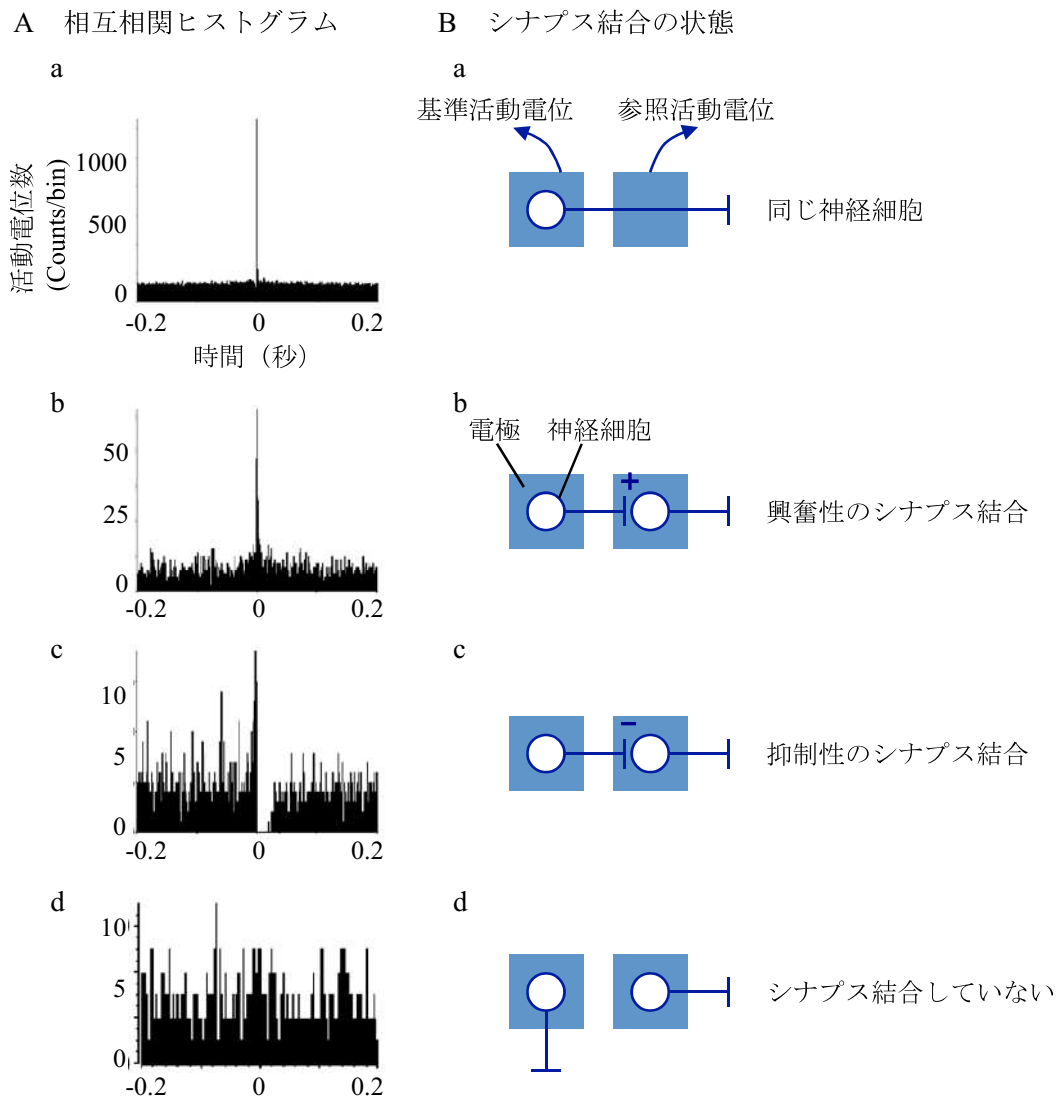 A 相互相関ヒストグラム
B シナプス結合の状態
a
活動電位数
(Counts/bin)
1000
500
0
-0.2 0 0.2
時間（秒）
a
基準活動電位 参照活動電位
同じ神経細胞
b
50
25
0
-0.2 0 0.2
b
電極 神経細胞
+
興奮性のシナプス結合
c
10
5
0
-0.2 0 0.2
c
−
抑制性のシナプス結合
d
10
5
0
-0.2 0 0.2
d
シナプス結合していない